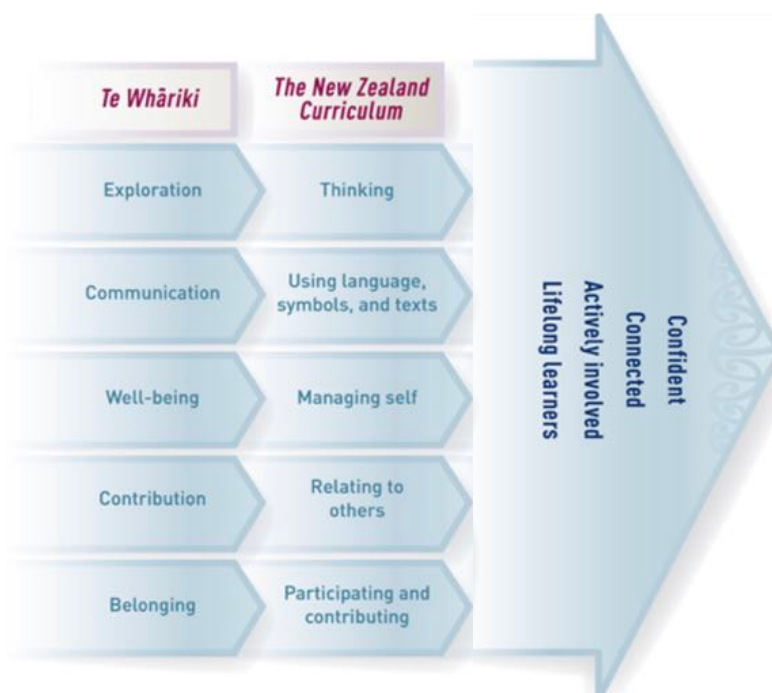 Te Whāriki
The New Zealand
Curriculum
Exploration
Thinking
Communication
Using language,
symbols, and texts
Well-being
Managing self
Contribution
Relating to
others
Belonging
Participating and
contributing
Confident
Connected
Actively involved
Lifelong learners